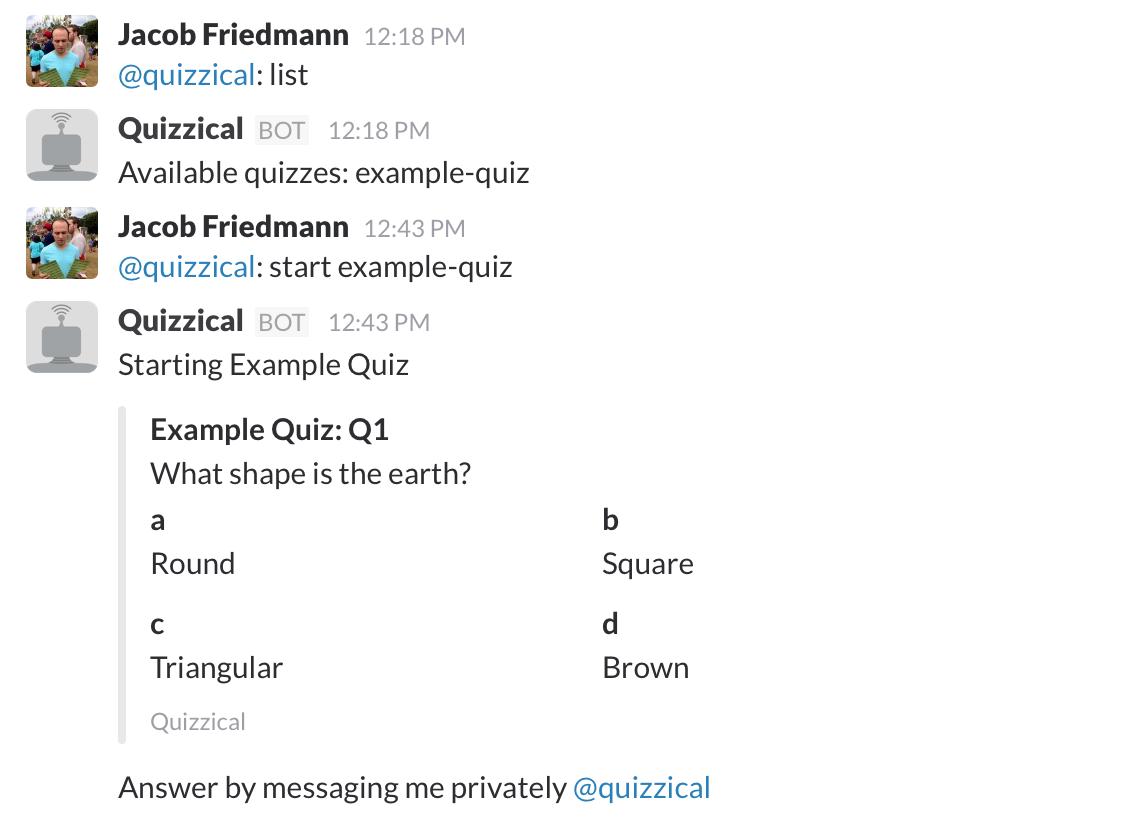 Jacob Friedmann 12:18 PM
@quizzical: list
Quizzical BOT 12:18 PM
Available quizzes: example-quiz
Jacob Friedmann 12:43 PM
@quizzical: start example-quiz
Quizzical BOT 12:43 PM
Starting Example Quiz
Example Quiz: Q1
What shape is the earth?
a b
Round Square
c d
Triangular Brown
Quizzical
Answer by messaging me privately @quizzical